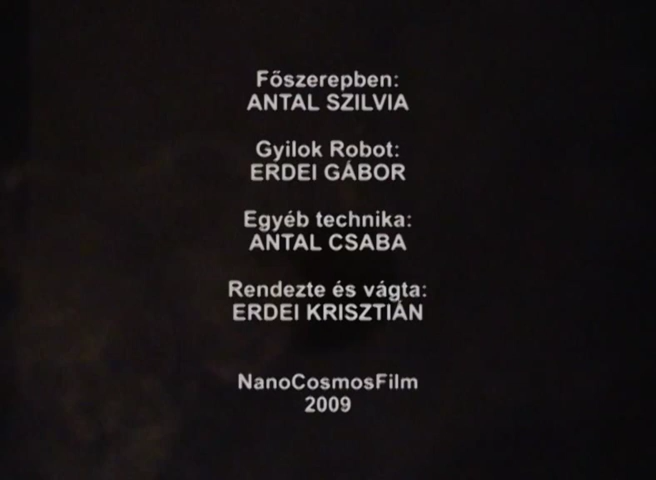 Főszerepben:
ANTAL SZILVIA
Gyilok Robot:
ERDEI GÁBOR
Egyéb technika:
ANTAL CSABA
Rendezte és vágta:
ERDEI KRISZTIÁN
NanoCosmosFilm
2009